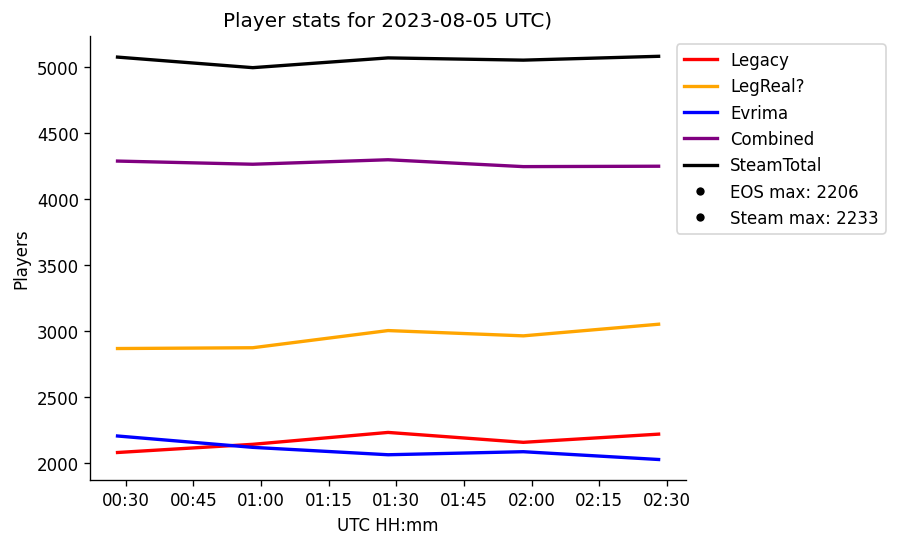 Player stats for 2023-08-05 UTC)
Legacy
LegReal?
Evrima
Combined
SteamTotal
EOS max: 2206
Steam max: 2233
Players
5000
4500
4000
3500
3000
2500
2000
00:30 00:45 01:00 01:15 01:30 01:45 02:00 02:15 02:30
UTC HH:mm